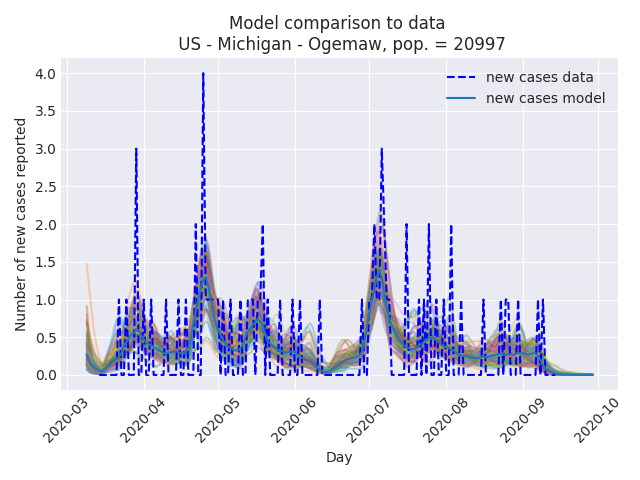 Model comparison to data
US - Michigan - Ogemaw, pop. = 20997
new cases data
new cases model
Number of new cases reported
4.0
3.5
3.0
2.5
2.0
1.5
1.0
0.5
0.0
2020-03
2020-04
2020-05
2020-06
2020-07
2020-08
2020-09
2020-10
Day